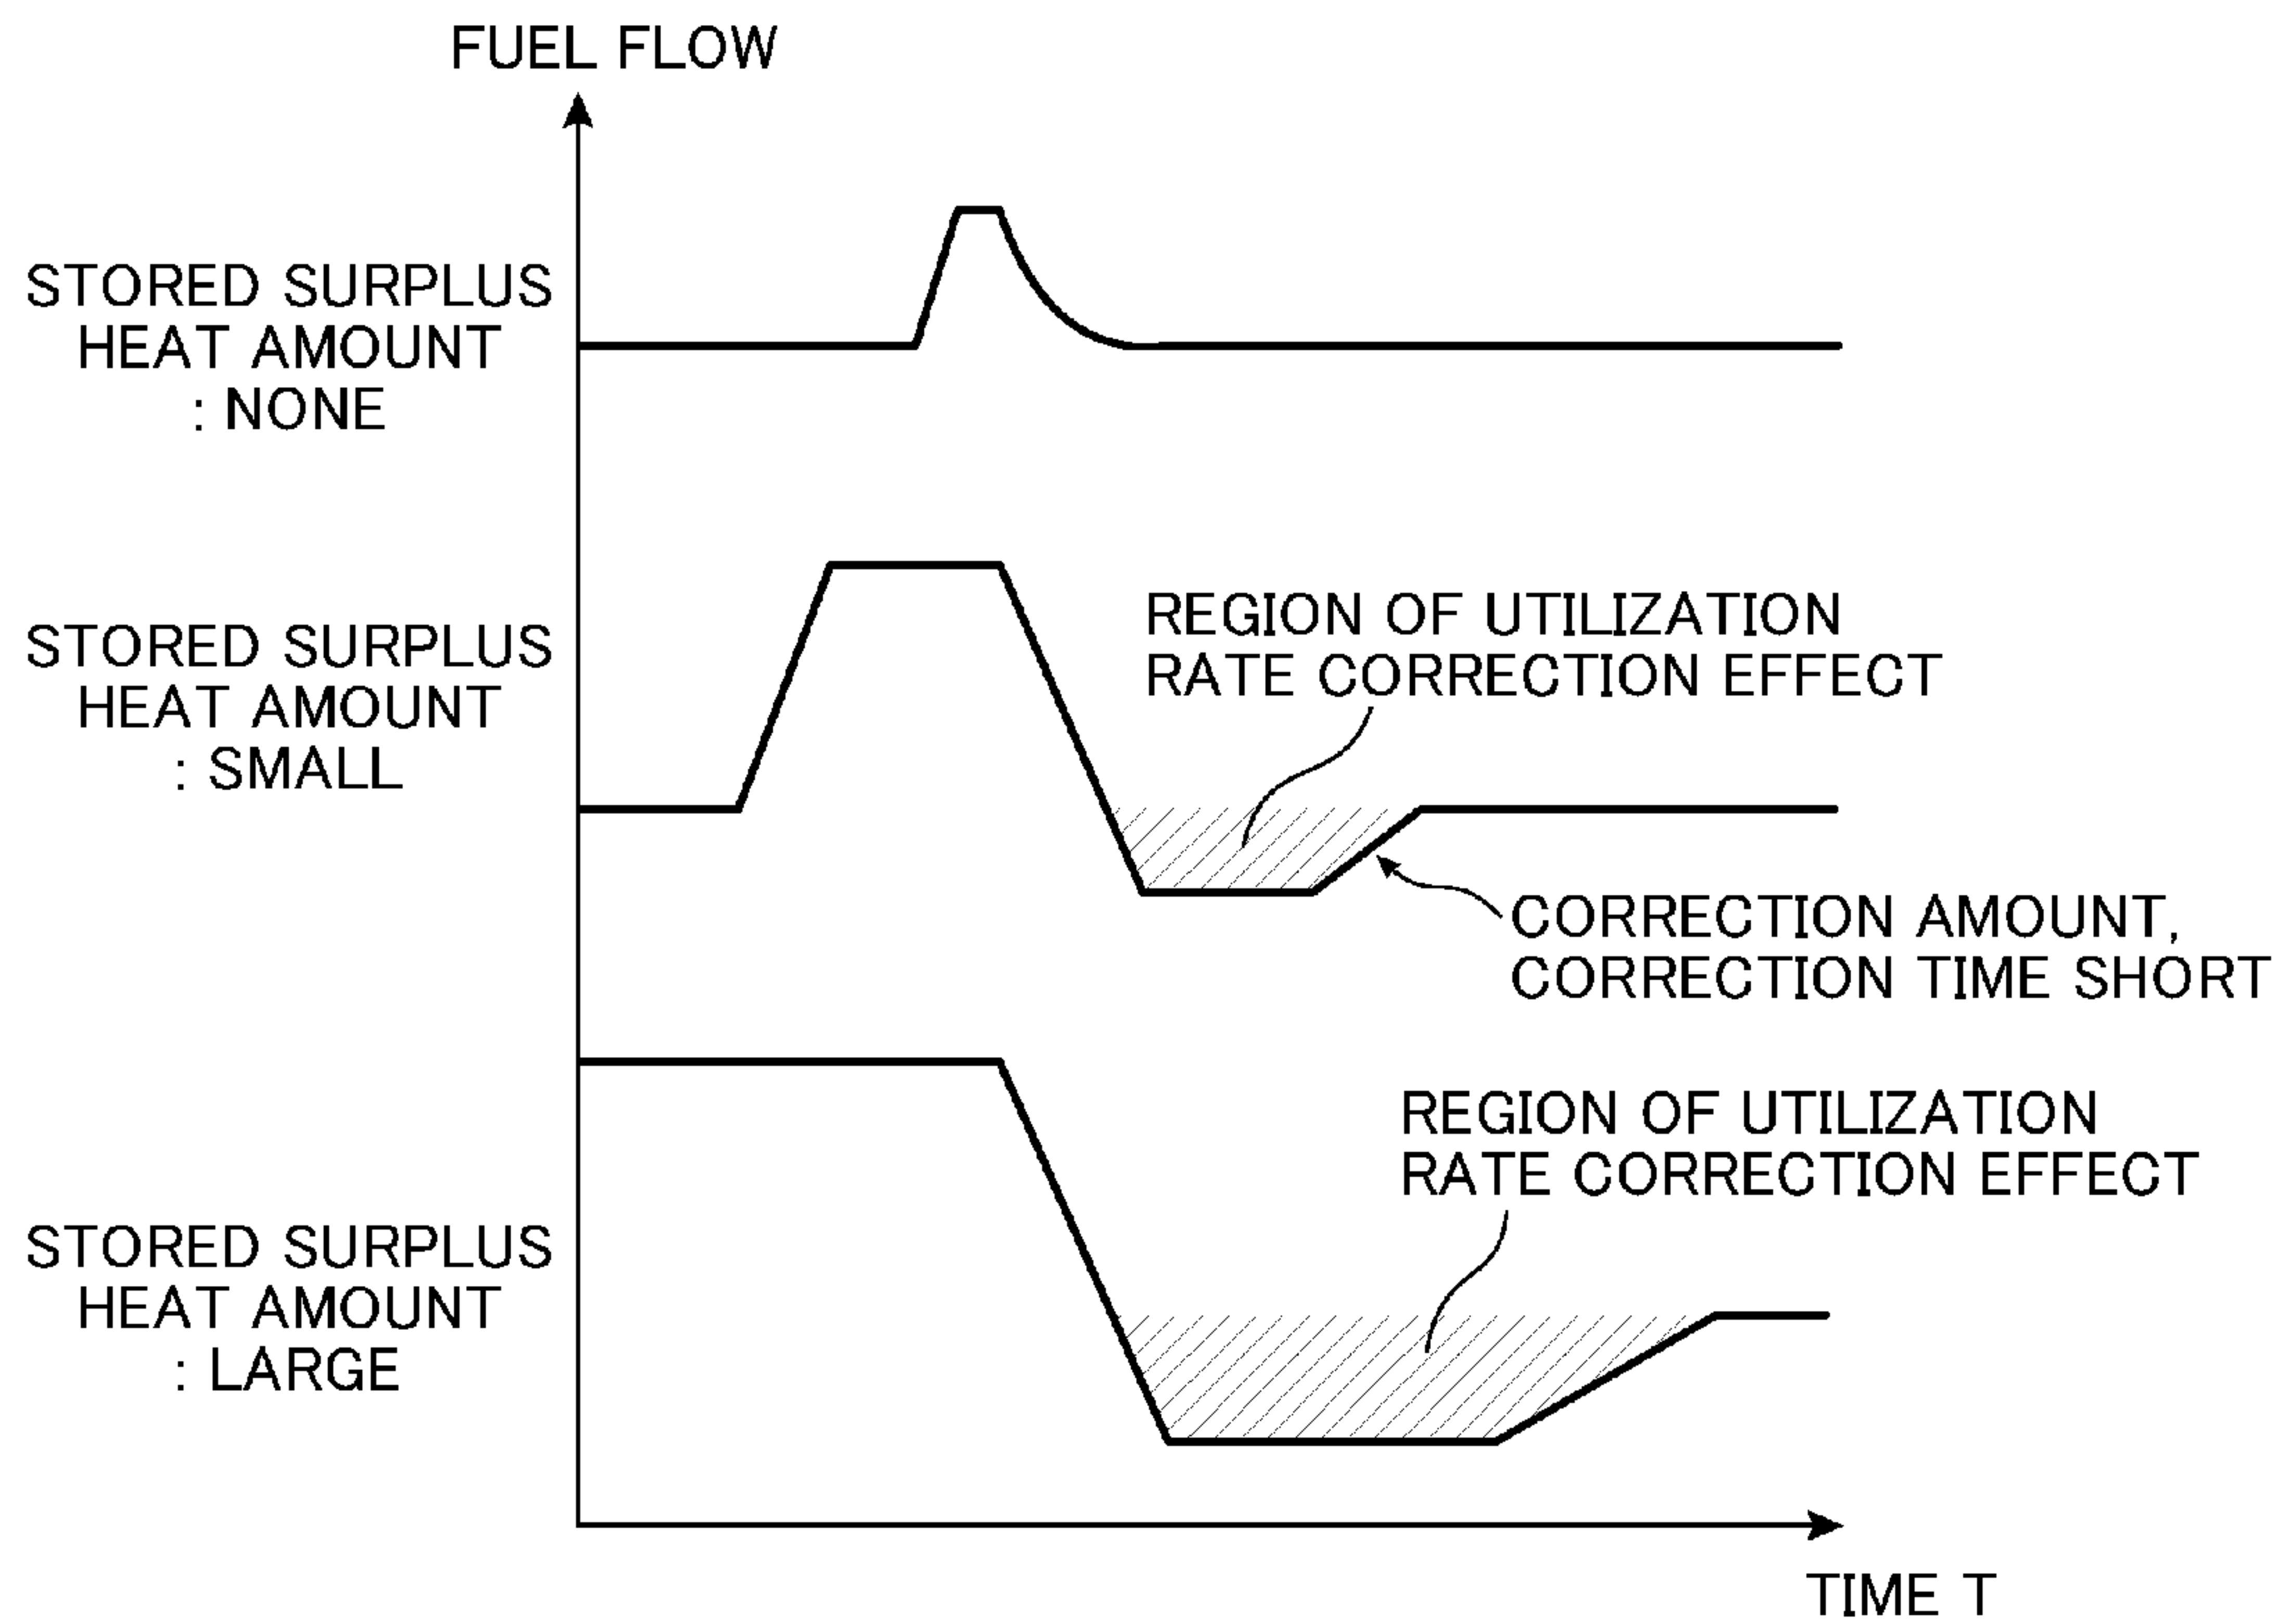 FUEL FLOW
STORED SURPLUS
HEAT AMOUNT
: NONE
STORED SURPLUS
HEAT AMOUNT
: SMALL
REGION OF UTILIZATION
RATE CORRECTION EFFECT
CORRECTION AMOUNT,
CORRECTION TIME SHORT
STORED SURPLUS
HEAT AMOUNT
: LARGE
REGION OF UTILIZATION
RATE CORRECTION EFFECT
TIME T